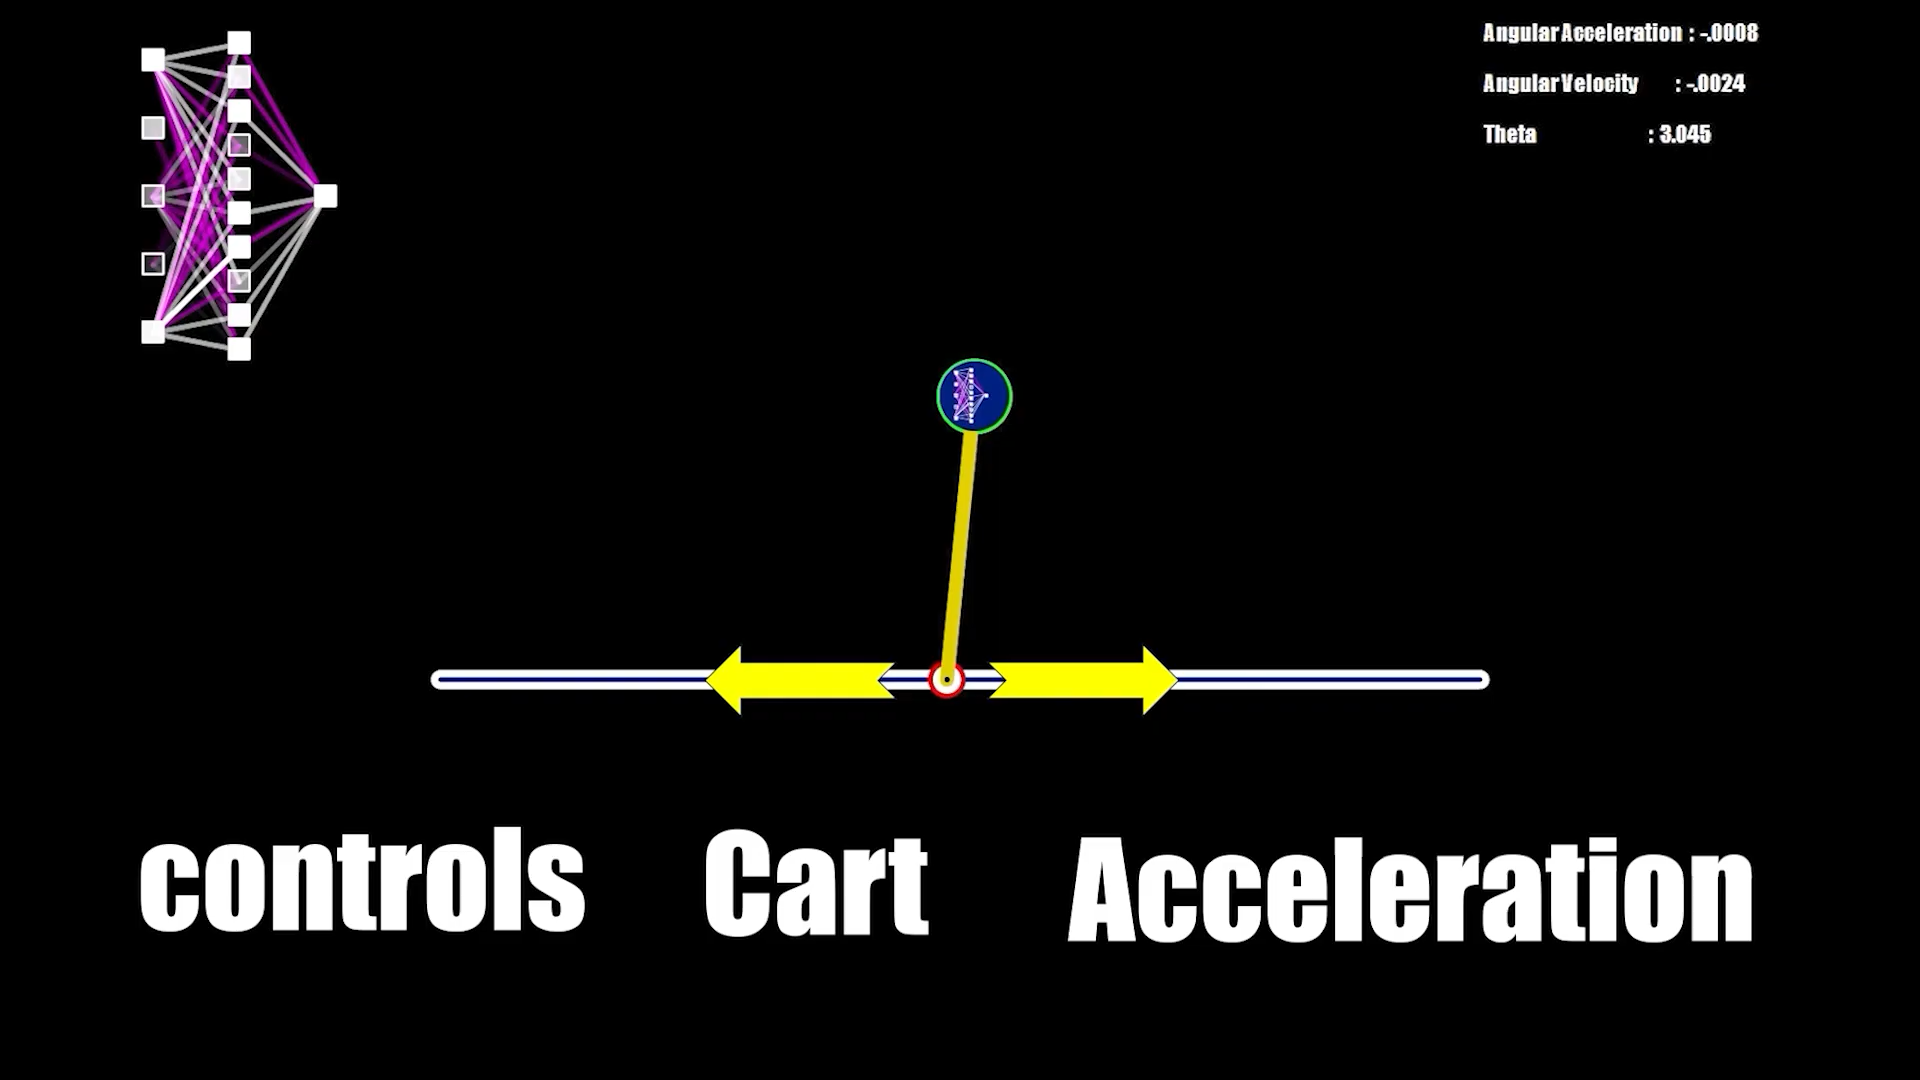 Angular Acceleration : -.0008
Angular Velocity : -.0024
Theta : 3.045
controls Cart Acceleration